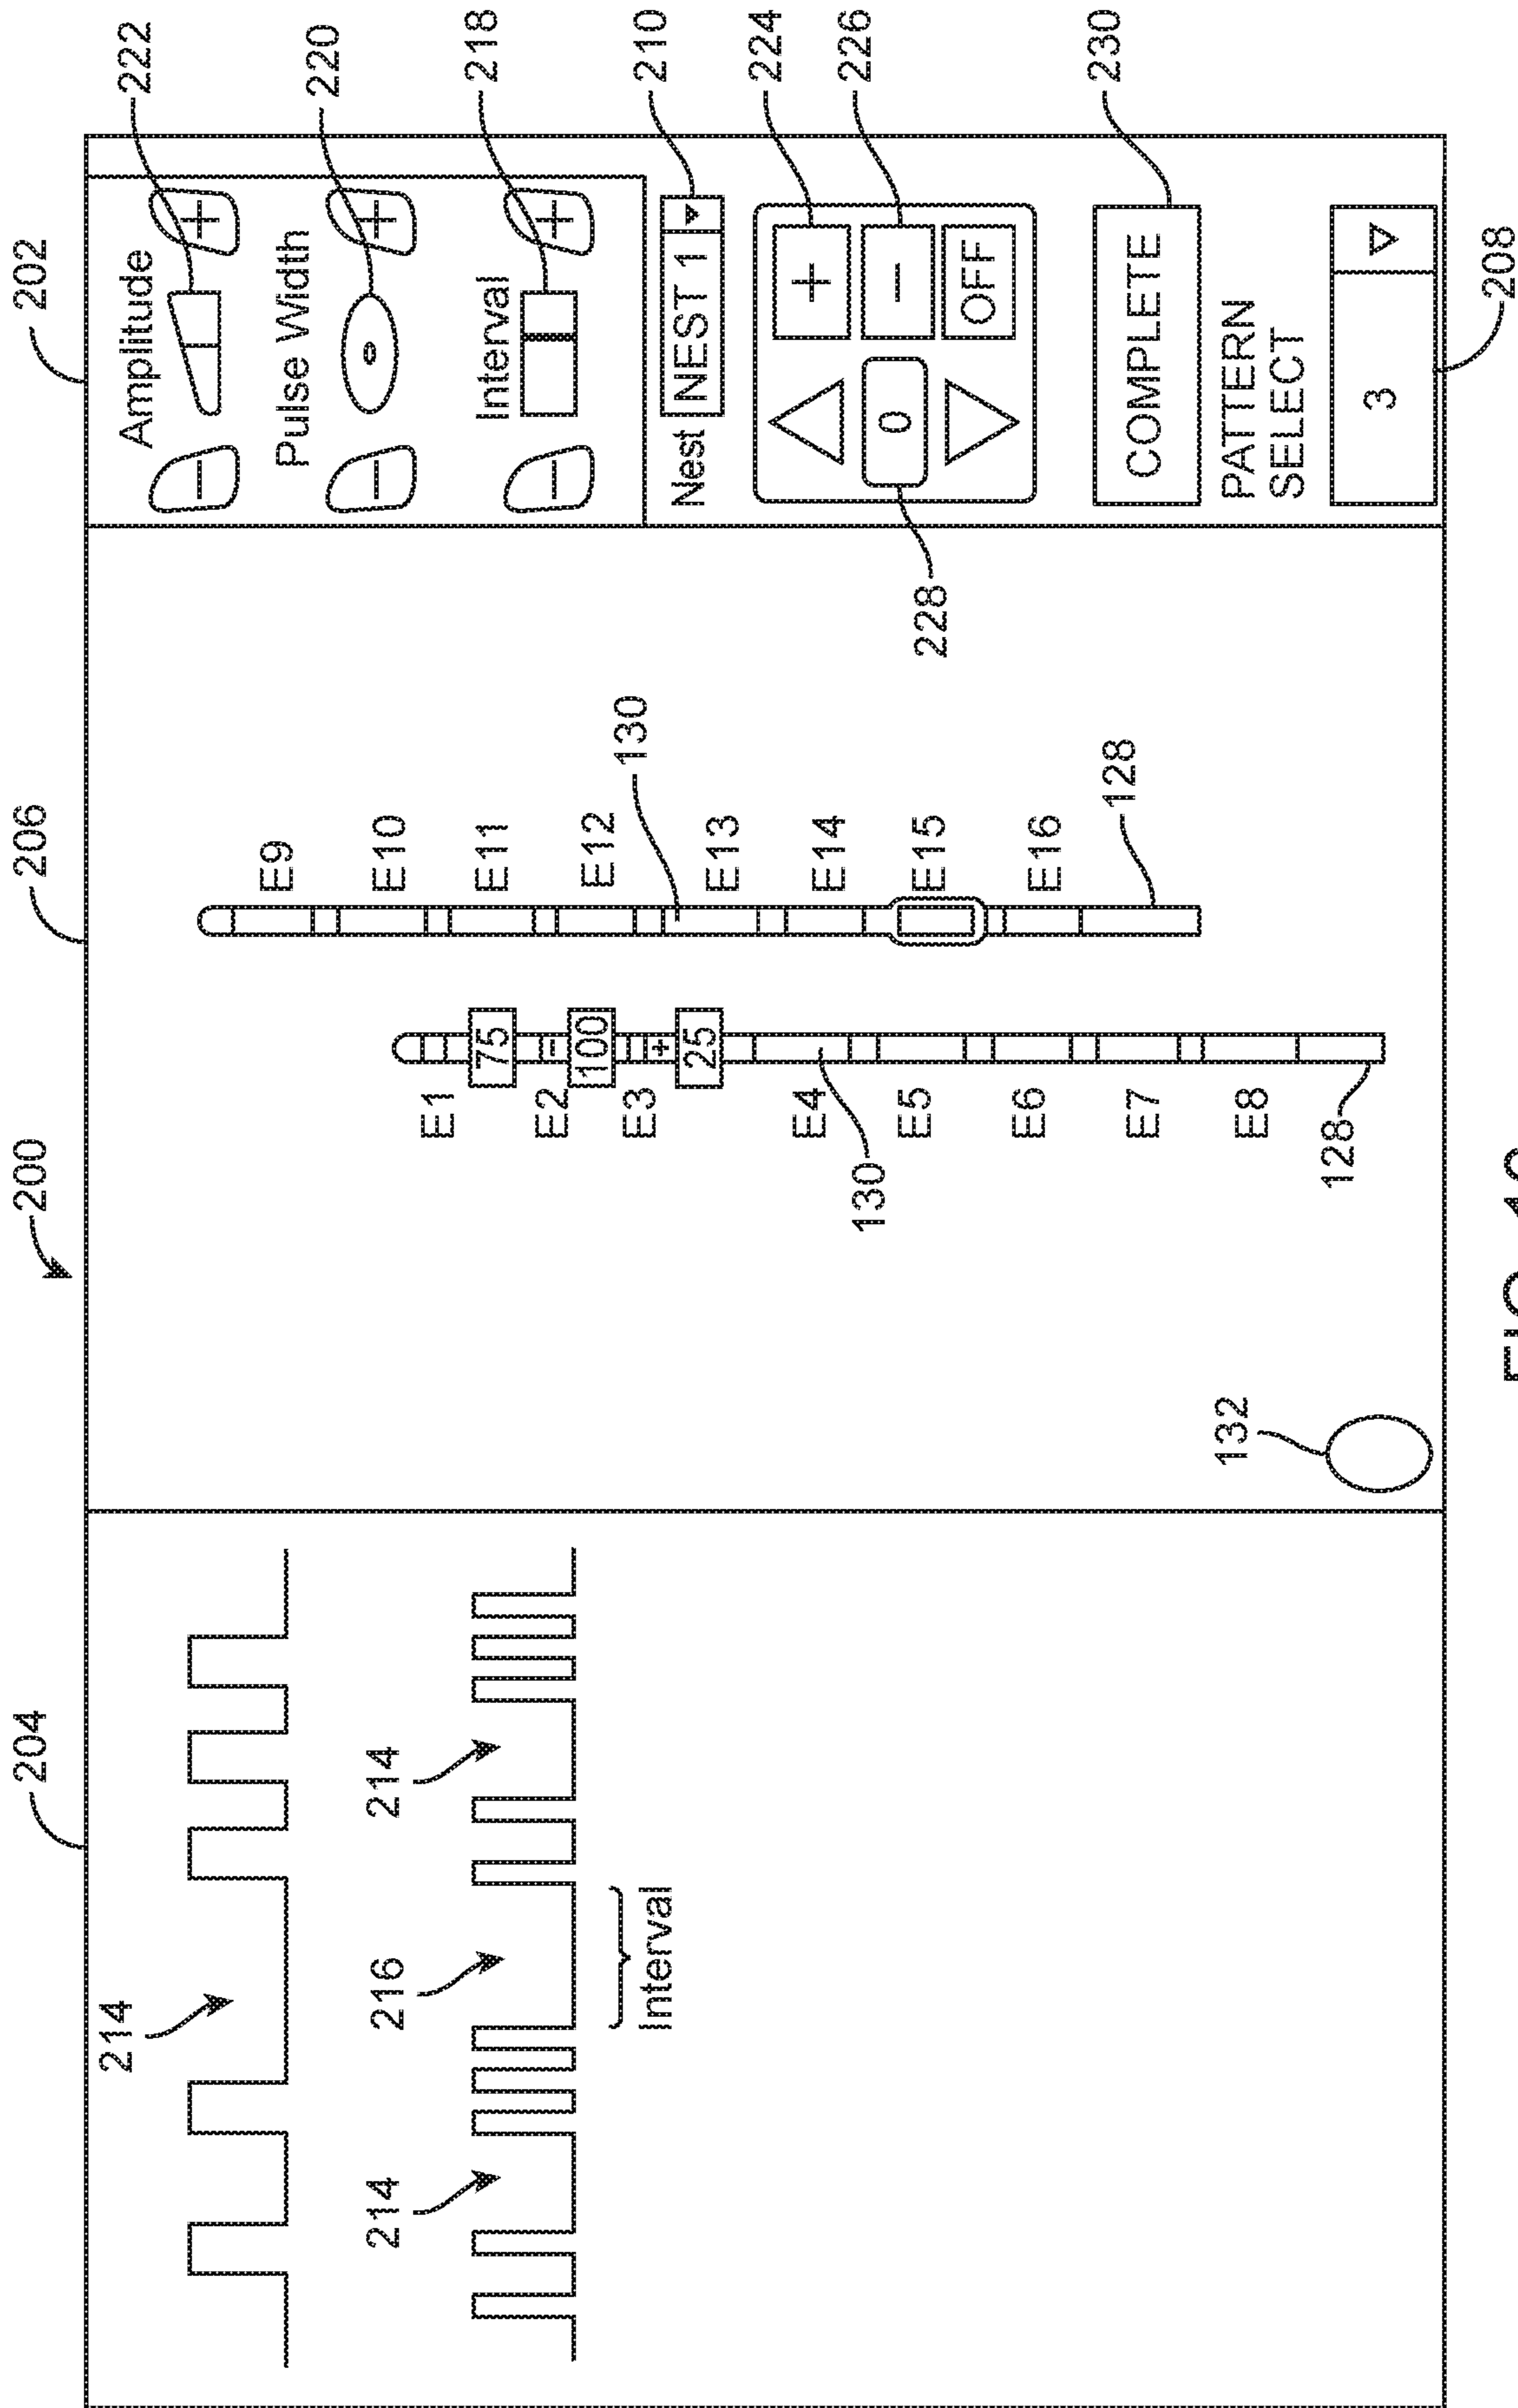 200
204
206
202
214
216
214
214
Interval
E9
E10
E11
E12
E13
E14
E15
E16
130
128
E1
E2
E3
E4
E5
E6
E7
E8
75
−
100
+
25
130
128
132
Amplitude
−
+
222
Pulse Width
−
+
220
Interval
−
+
218
Nest
NEST 1
210
+
224
−
226
0
OFF
228
COMPLETE
230
PATTERN
SELECT
3
208